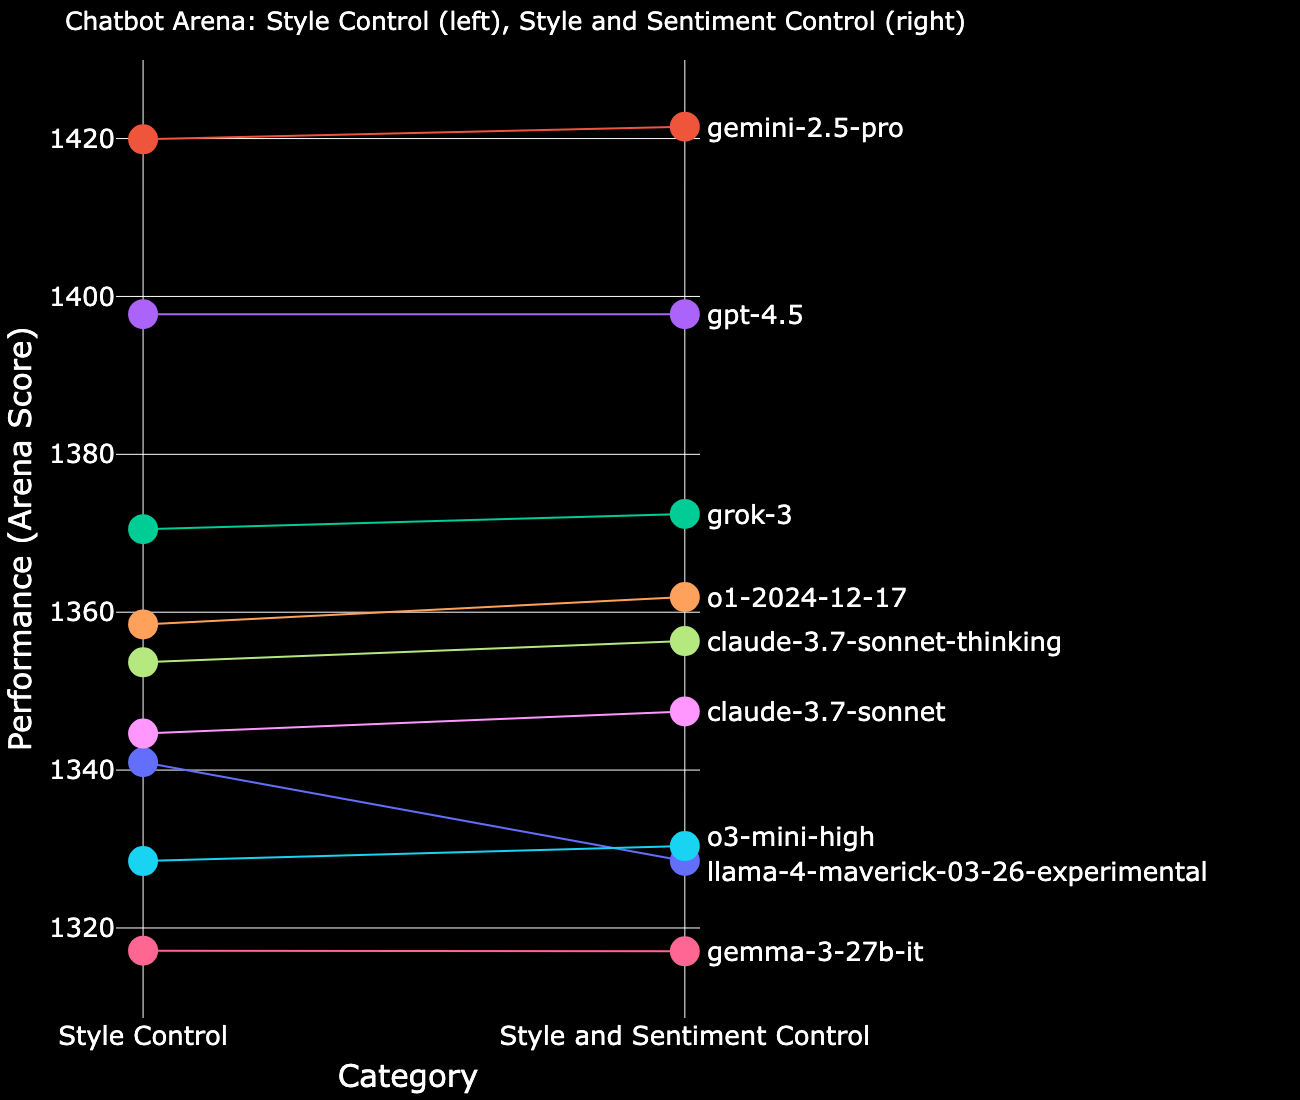 Chatbot Arena: Style Control (left), Style and Sentiment Control (right)
Performance (Arena Score)
1420
1400
1380
1360
1340
1320
gemini-2.5-pro
gpt-4.5
grok-3
o1-2024-12-17
claude-3.7-sonnet-thinking
claude-3.7-sonnet
o3-mini-high
llama-4-maverick-03-26-experimental
gemma-3-27b-it
Style Control
Style and Sentiment Control
Category